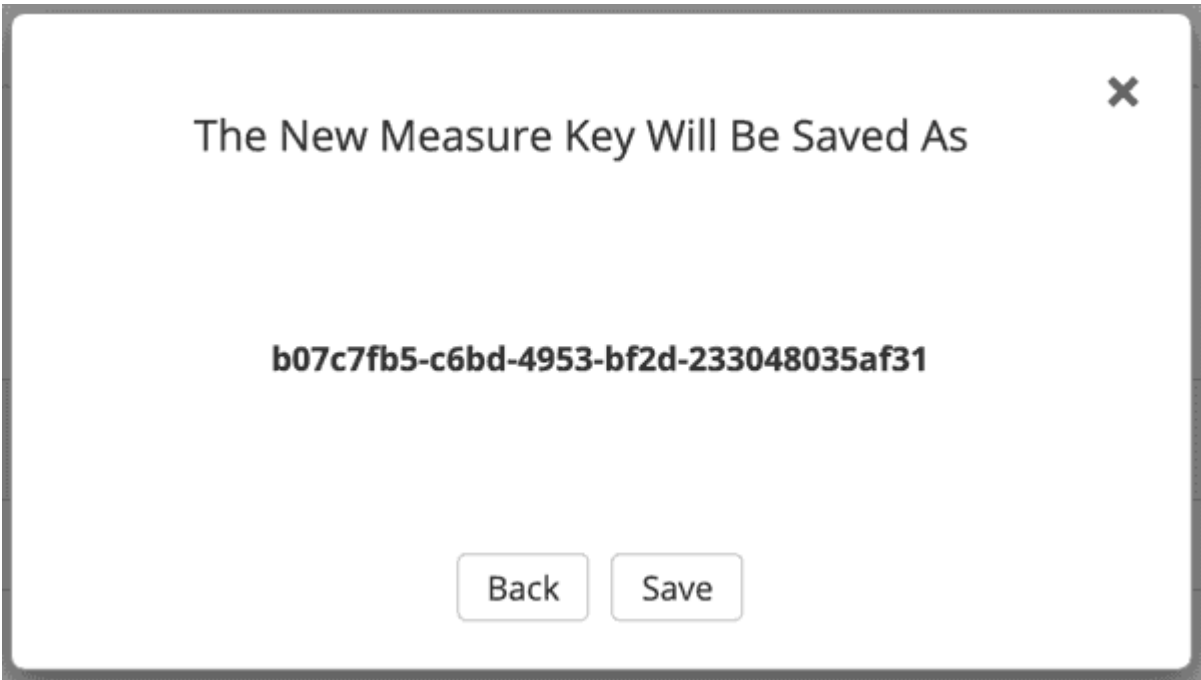 The New Measure Key Will Be Saved As
b07c7fb5-c6bd-4953-bf2d-233048035af31
Back
Save